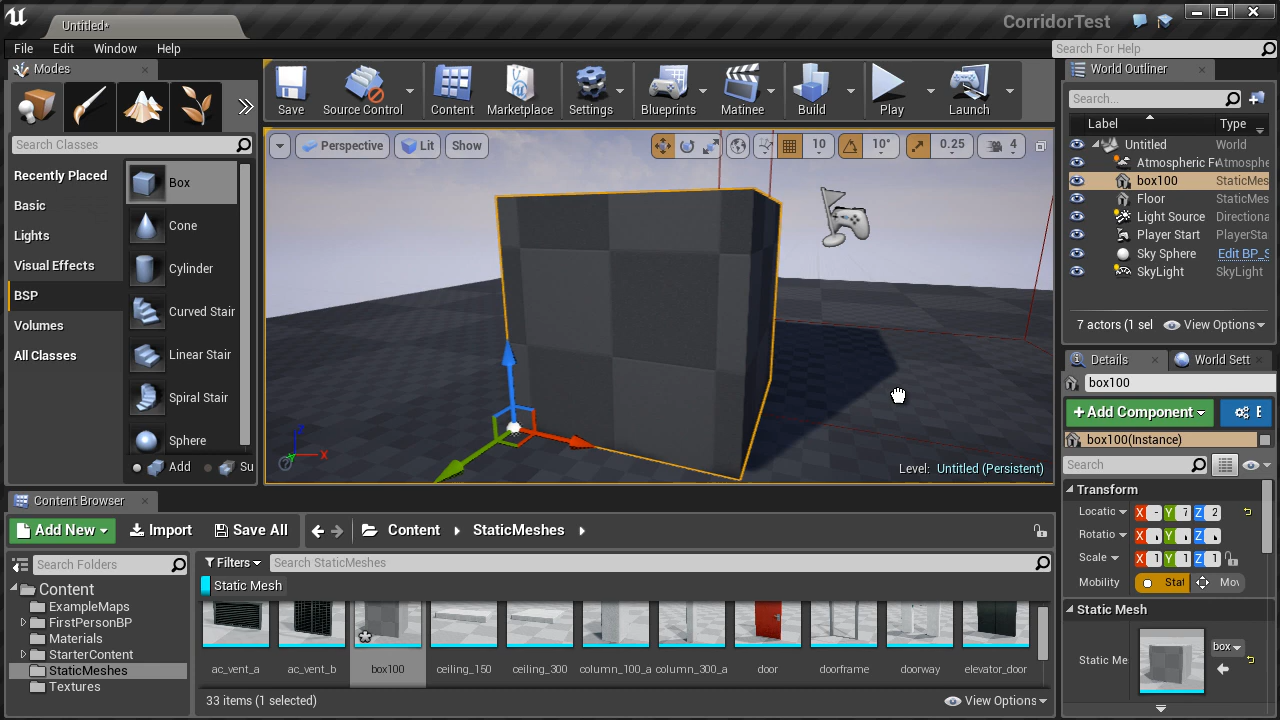 Untitled•
CorridorTest
File Edit Window Help
Search For Help
Modes
Search Classes
Recently Placed
Basic
Lights
Visual Effects
BSP
Volumes
All Classes
Box
Cone
Cylinder
Curved Stair
Linear Stair
Spiral Stair
Sphere
Add Su
Save Source Control Content Marketplace Settings Blueprints Matinee Build Play Launch
Perspective Lit Show 10 10° 0.25 4
Z
X
Level: Untitled (Persistent)
World Outliner
Search...
Label Type
Untitled World
Atmospheric F Atmosphe
box100 StaticMes
Floor StaticMes
Light Source Directiona
Player Start PlayerSta
Sky Sphere Edit BP_S
SkyLight SkyLight
7 actors (1 sel View Options
Details World Sett
box100
Add Component E
box100(Instance)
Search
Transform
Locatio X - Y 7 Z 2
Rotatio X Y Z
Scale X 1 Y 1 Z 1
Mobility Stat Mov
Static Mesh
Static Me box
Content Browser
Add New Import Save All Content StaticMeshes
Search Folders
Content
ExampleMaps
FirstPersonBP
Materials
StarterContent
StaticMeshes
Textures
Filters Search StaticMeshes
Static Mesh
ac_vent_a ac_vent_b box100 ceiling_150 ceiling_300 column_100_a column_300_a door doorframe doorway elevator_door
33 items (1 selected) View Options